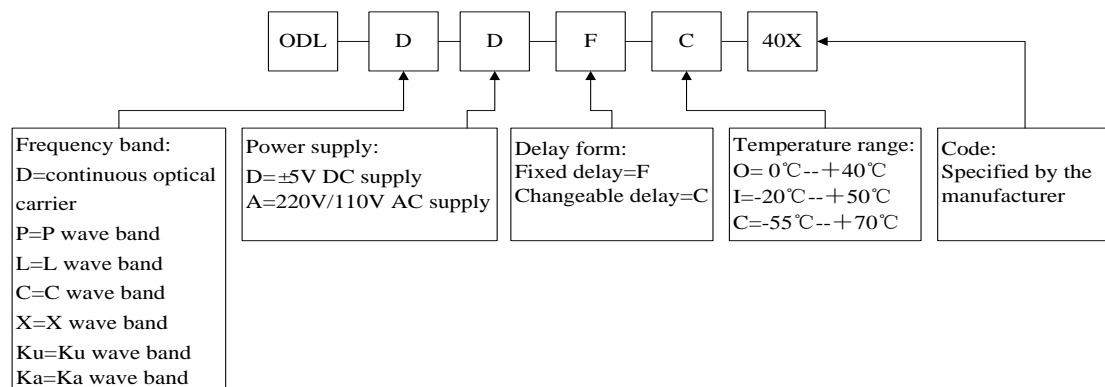 ODL D D F C 40X
Frequency band:
D=continuous optical
carrier
P=P wave band
L=L wave band
C=C wave band
X=X wave band
Ku=Ku wave band
Ka=Ka wave band
Power supply:
D=±5V DC supply
A=220V/110V AC supply
Delay form:
Fixed delay=F
Changeable delay=C
Temperature range:
O= 0℃--+40℃
I=-20℃--+50℃
C=-55℃--+70℃
Code:
Specified by the
manufacturer